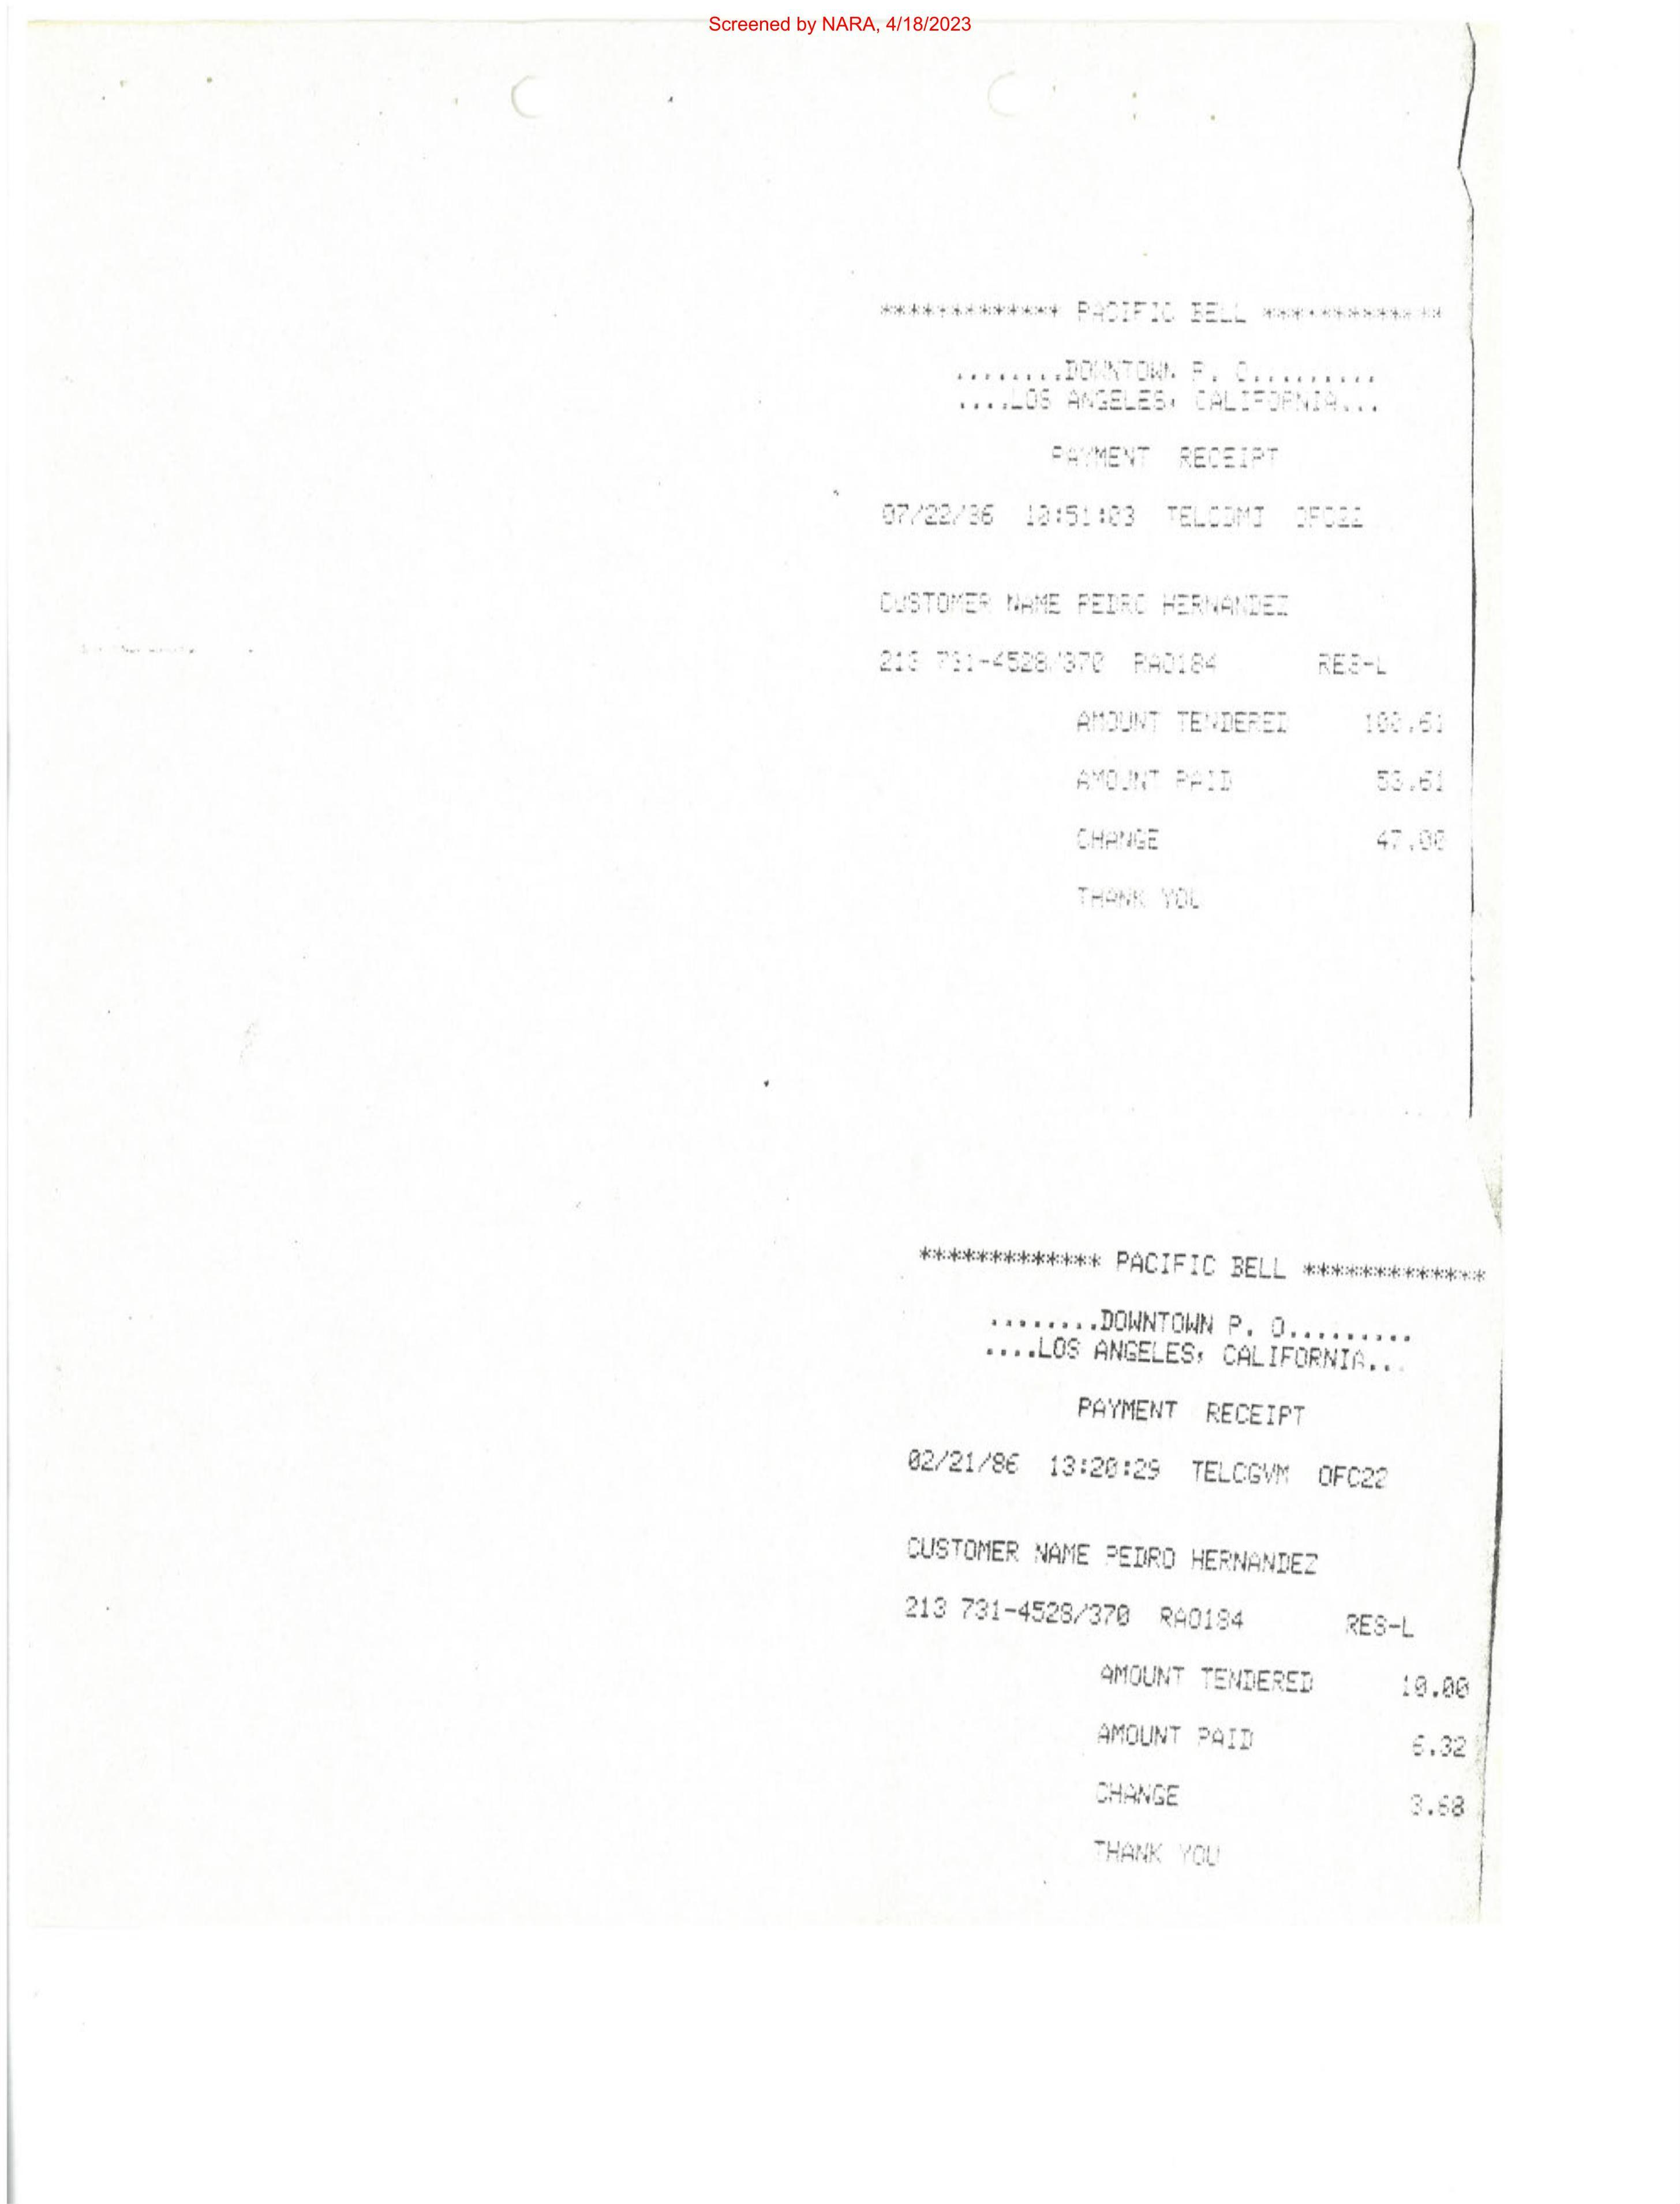 Screened by NARA, 4/18/2023
************* PACIFIC BELL *************
........DOWNTOWN P. O.........
....LOS ANGELES, CALIFORNIA...
PAYMENT RECEIPT
07/22/86 10:51:03 OFC22
CUSTOMER NAME PEDRO HERNANDEZ
213 731-4528/370 RAO184 RES-L
AMOUNT TENDERED 100.61
AMOUNT PAID 53.61
CHANGE 47.00
THANK YOU
************* PACIFIC BELL *************
........DOWNTOWN P. O.........
....LOS ANGELES, CALIFORNIA...
PAYMENT RECEIPT
02/21/86 13:20:29 TELCGVM OFC22
CUSTOMER NAME PEDRO HERNANDEZ
213 731-4528/370 RAO184 RES-L
AMOUNT TENDERED 10.00
AMOUNT PAID 6.32
CHANGE 3.68
THANK YOU